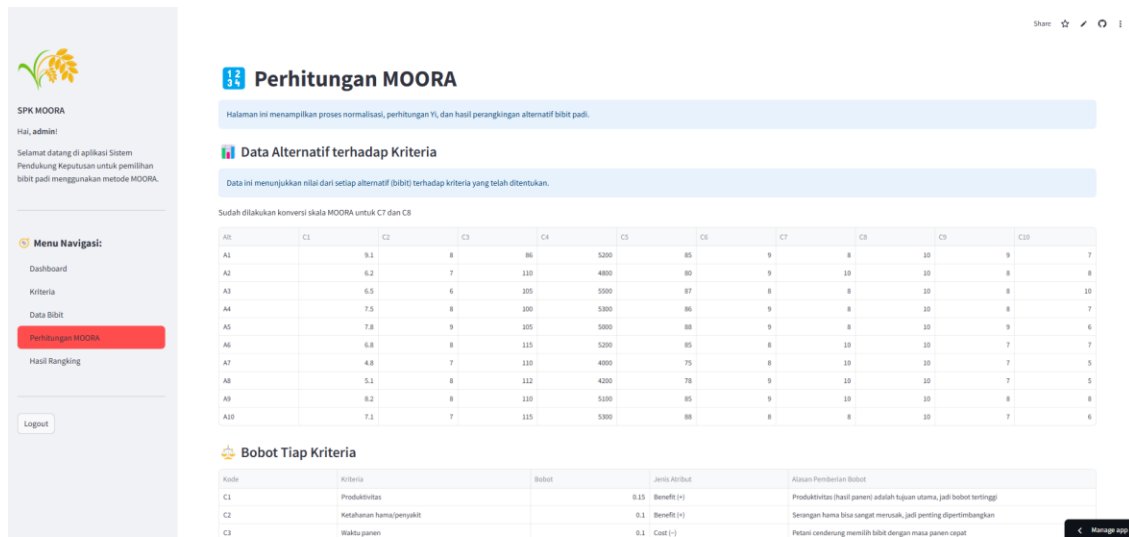 Share
SPK MOORA
Hai, admin!
Selamat datang di aplikasi Sistem
Pendukung Keputusan untuk pemilihan
bibit padi menggunakan metode MOORA.
Menu Navigasi:
Dashboard
Kriteria
Data Bibit
Perhitungan MOORA
Hasil Rangking
Logout
1234 Perhitungan MOORA
Halaman ini menampilkan proses normalisasi, perhitungan Yi, dan hasil perangkingan alternatif bibit padi.
Data Alternatif terhadap Kriteria
Data ini menunjukkan nilai dari setiap alternatif (bibit) terhadap kriteria yang telah ditentukan.
Sudah dilakukan konversi skala MOORA untuk C7 dan C8
Alt C1 C2 C3 C4 C5 C6 C7 C8 C9 C10
A1 9.1 8 86 5200 85 9 8 10 9 7
A2 6.2 7 110 4800 80 9 10 10 8 8
A3 6.5 6 105 5500 87 8 8 10 8 10
A4 7.5 8 100 5300 86 9 8 10 8 7
A5 7.8 9 105 5000 88 9 8 10 9 6
A6 6.8 8 115 5200 85 8 10 10 7 7
A7 4.8 7 110 4000 75 8 10 10 7 5
A8 5.1 8 112 4200 78 9 10 10 7 5
A9 8.2 8 110 5100 85 9 10 10 8 8
A10 7.1 7 115 5300 88 8 8 10 7 6
Bobot Tiap Kriteria
Kode Kriteria Bobot Jenis Atribut Alasan Pemberian Bobot
C1 Produktivitas 0.15 Benefit (+) Produktivitas (hasil panen) adalah tujuan utama, jadi bobot tertinggi
C2 Ketahanan hama/penyakit 0.1 Benefit (+) Serangan hama bisa sangat merusak, jadi penting dipertimbangkan
C3 Waktu panen 0.1 Cost (−) Petani cenderung memilih bibit dengan masa panen cepat
< Manage app